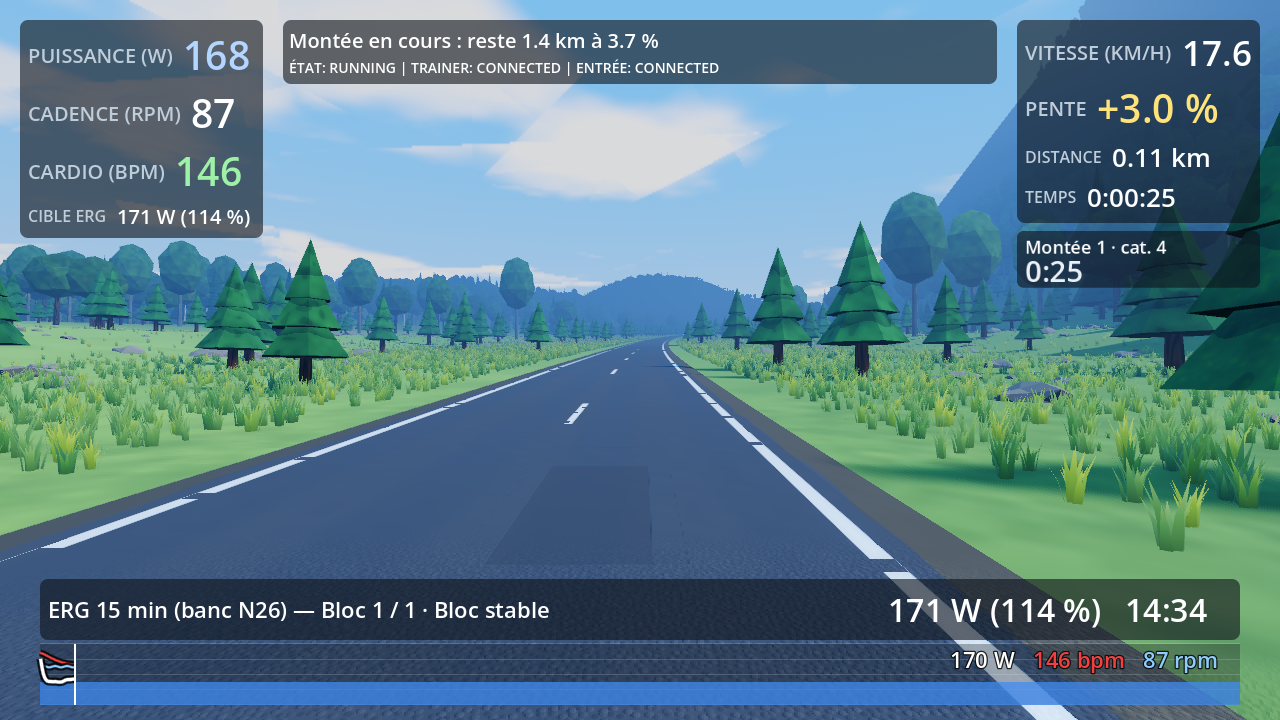 PUISSANCE (W) 168
CADENCE (RPM) 87
CARDIO (BPM) 146
CIBLE ERG 171 W (114 %)
Montée en cours : reste 1.4 km à 3.7 %
ÉTAT: RUNNING | TRAINER: CONNECTED | ENTRÉE: CONNECTED
VITESSE (KM/H) 17.6
PENTE +3.0 %
DISTANCE 0.11 km
TEMPS 0:00:25
Montée 1 · cat. 4
0:25
ERG 15 min (banc N26) — Bloc 1 / 1 · Bloc stable 171 W (114 %) 14:34
170 W 146 bpm 87 rpm